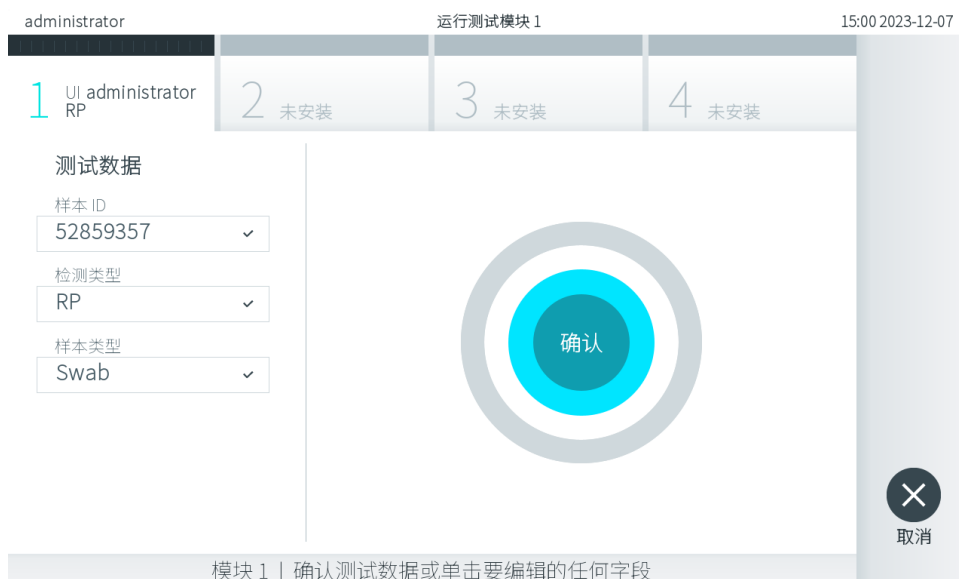 administrator 运行测试模块 1 15:00 2023-12-07
1 UI administrator
RP
2 未安装
3 未安装
4 未安装
测试数据
样本 ID
52859357
检测类型
RP
样本类型
Swab
确认
取消
模块 1 | 确认测试数据或单击要编辑的任何字段